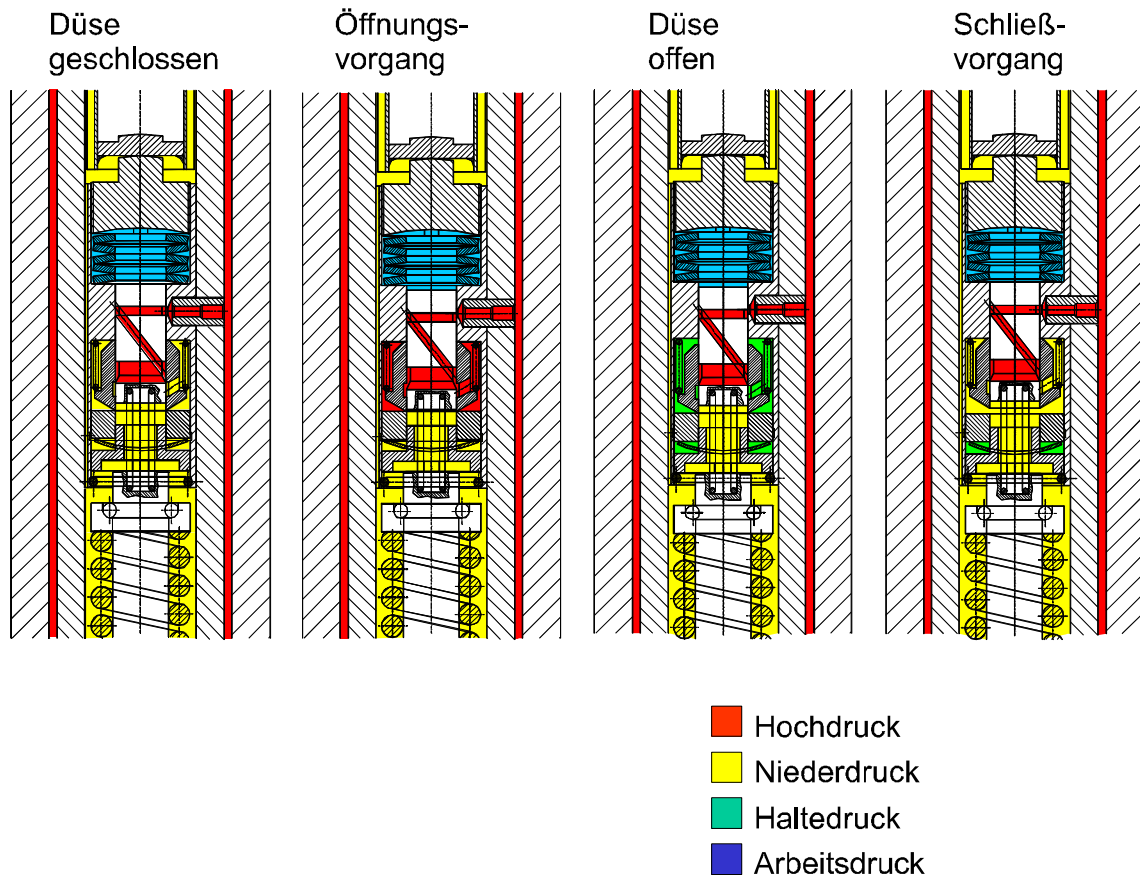 Düse
geschlossen
Öffnungs-
vorgang
Düse
offen
Schließ-
vorgang
Hochdruck
Niederdruck
Haltedruck
Arbeitsdruck